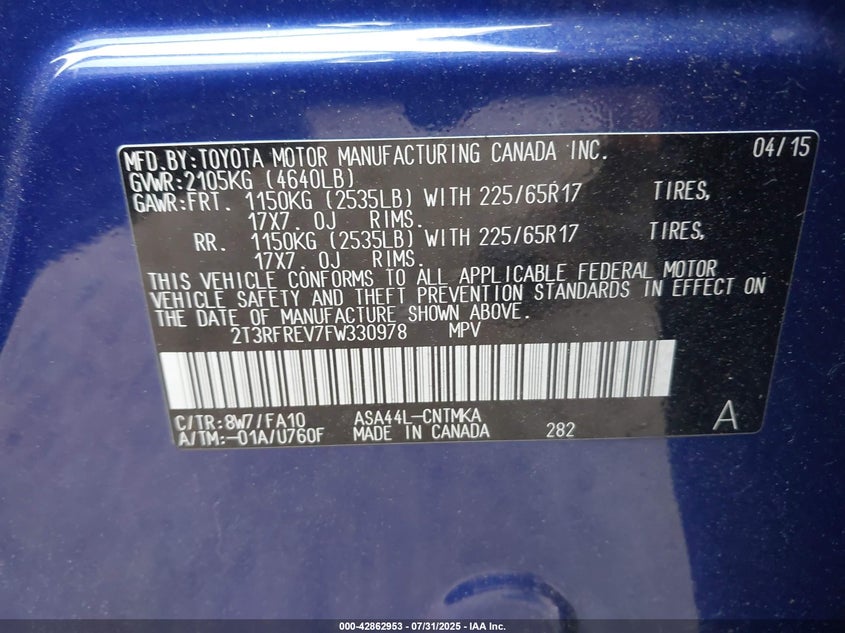 MFD.BY:TOYOTA MOTOR MANUFACTURING CANADA INC. 04/15
GVWR:2105KG (4640LB)
GAWR:FRT. 1150KG (2535LB) WITH 225/65R17 TIRES,
17X7.0J RIMS.
RR. 1150KG (2535LB) WITH 225/65R17 TIRES,
17X7.0J RIMS.
THIS VEHICLE CONFORMS TO ALL APPLICABLE FEDERAL MOTOR
VEHICLE SAFETY AND THEFT PREVENTION STANDARDS IN EFFECT ON
THE DATE OF MANUFACTURE SHOWN ABOVE.
2T3RFREV7FW330978 MPV
C/TR:8W7/FA10 ASA44L-CNTMKA
A/TM:-01A/U760F MADE IN CANADA 282 A
000-42862953 - 07/31/2025 - IAA Inc.